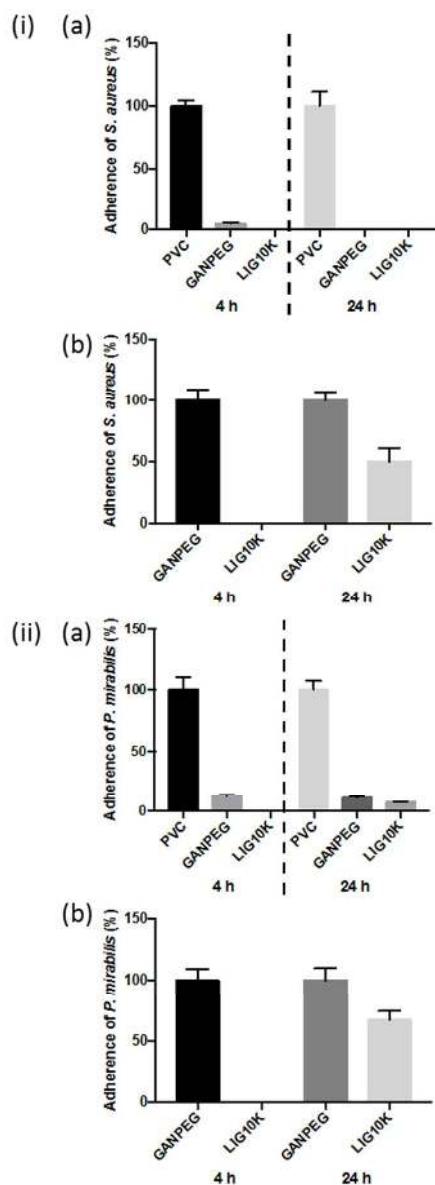 (i) (a)
Adherence of S. aureus (%)
150
100
50
0
PVC
GANPEG
LIG10K
PVC
GANPEG
LIG10K
4 h
24 h
(b)
Adherence of S. aureus (%)
150
100
50
0
GANPEG
LIG10K
GANPEG
LIG10K
4 h
24 h
(ii) (a)
Adherence of P. mirabilis (%)
150
100
50
0
PVC
GANPEG
LIG10K
PVC
GANPEG
LIG10K
4 h
24 h
(b)
Adherence of P. mirabilis (%)
150
100
50
0
GANPEG
LIG10K
GANPEG
LIG10K
4 h
24 h